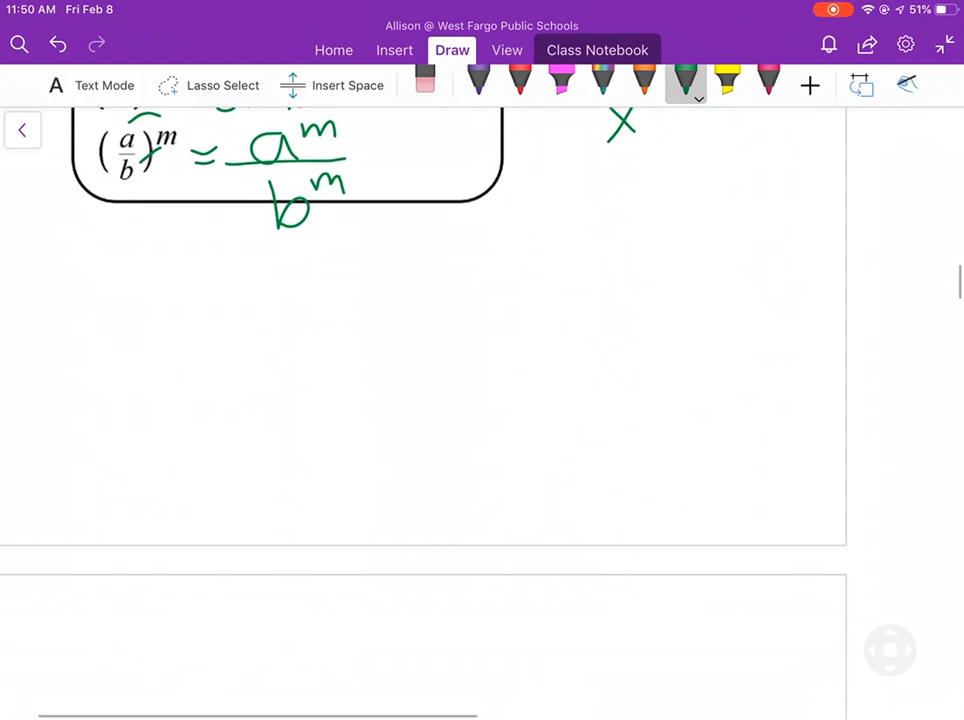 11:50 AM Fri Feb 8 51%
Allison @ West Fargo Public Schools
Home Insert Draw View Class Notebook
A Text Mode Lasso Select Insert Space
x
(a/b)^m = a^m/b^m